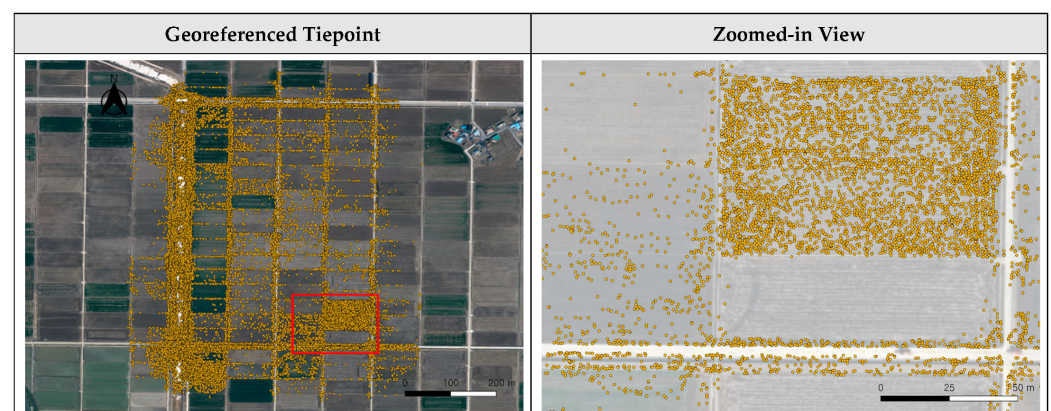 Georeferenced Tiepoint
Zoomed-in View
N
0 100 200 m
0 25 50 m